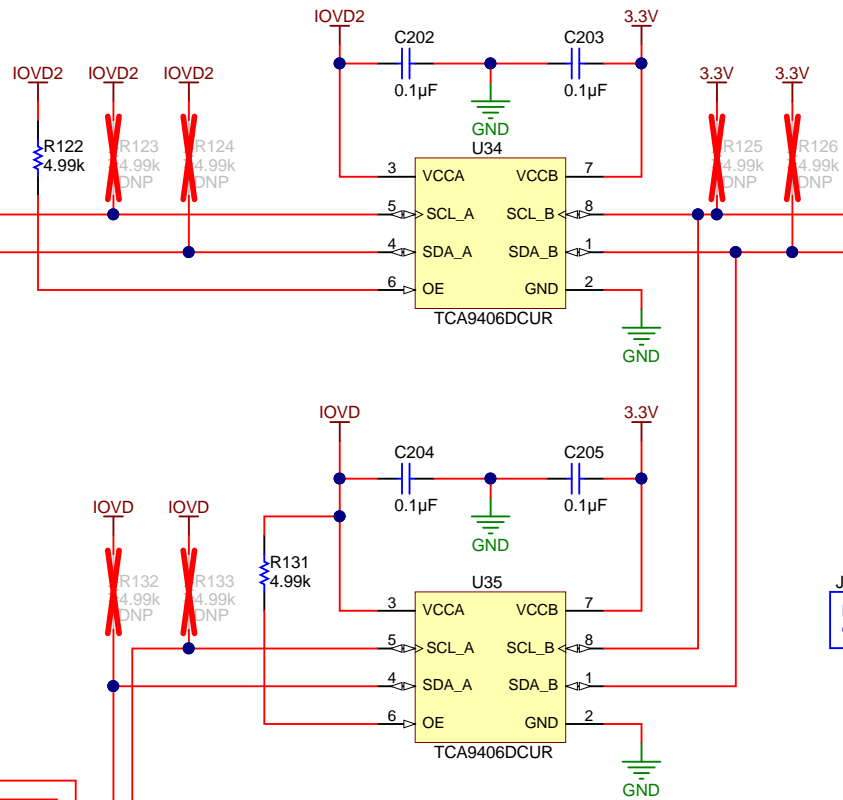 IOVD2
3.3V
C202
C203
0.1µF
0.1µF
GND
IOVD2
IOVD2
IOVD2
3.3V
3.3V
R122
4.99k
R123
4.99k
DNP
R124
4.99k
DNP
R125
4.99k
DNP
R126
4.99k
DNP
U34
3 VCCA VCCB 7
5 SCL_A SCL_B 8
4 SDA_A SDA_B 1
6 OE GND 2
TCA9406DCUR
GND
IOVD
3.3V
C204
C205
0.1µF
0.1µF
GND
IOVD
IOVD
R132
4.99k
DNP
R133
4.99k
DNP
R131
4.99k
U35
3 VCCA VCCB 7
5 SCL_A SCL_B 8
4 SDA_A SDA_B 1
6 OE GND 2
TCA9406DCUR
GND
J